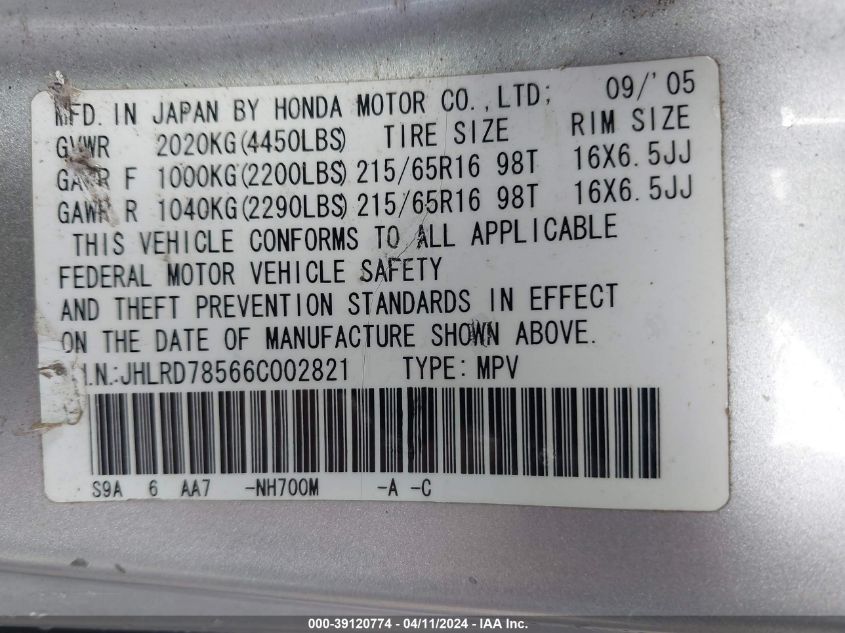 MFD. IN JAPAN BY HONDA MOTOR CO.,LTD; 09/'05
GVWR 2020KG(4450LBS) TIRE SIZE RIM SIZE
GAWR F 1000KG(2200LBS) 215/65R16 98T 16X6.5JJ
GAWR R 1040KG(2290LBS) 215/65R16 98T 16X6.5JJ
THIS VEHICLE CONFORMS TO ALL APPLICABLE
FEDERAL MOTOR VEHICLE SAFETY
AND THEFT PREVENTION STANDARDS IN EFFECT
ON THE DATE OF MANUFACTURE SHOWN ABOVE.
.I.N.:JHLRD78566C002821 TYPE: MPV
S9A 6 AA7 -NH700M -A -C
000-39120774 - 04/11/2024 - IAA, Inc.